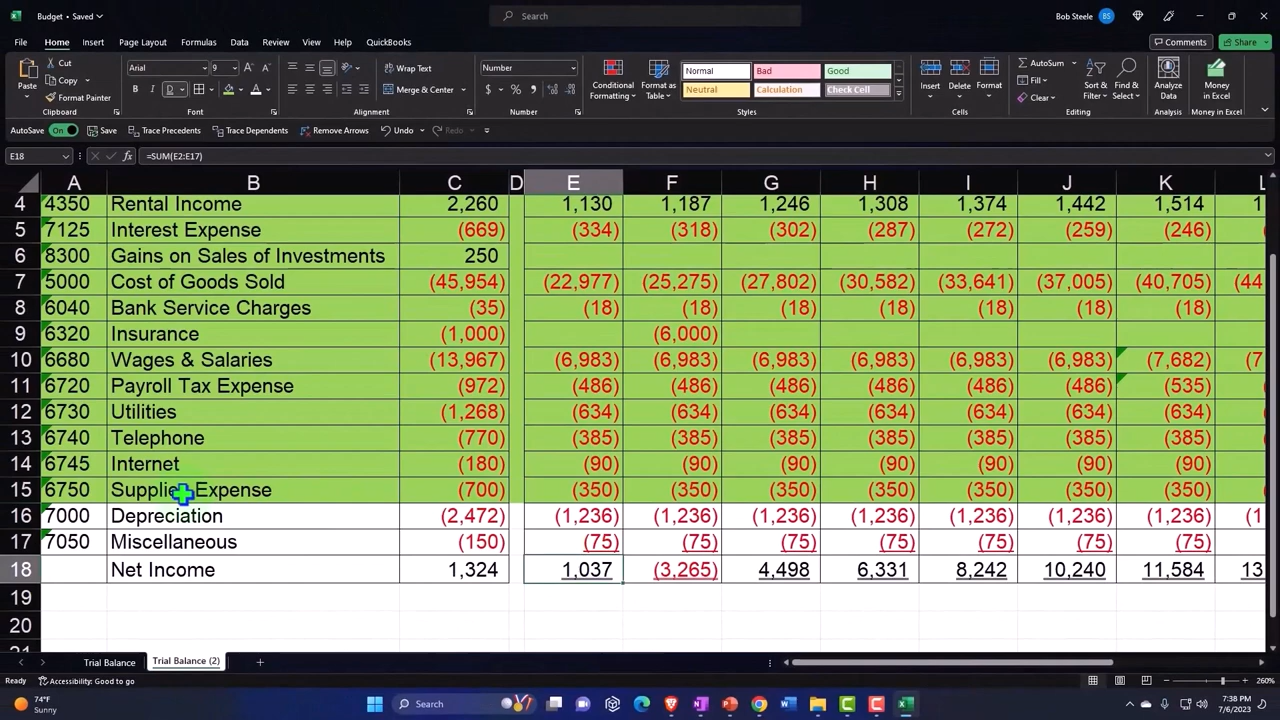 Budget • Saved
Search
Bob Steele BS
File Home Insert Page Layout Formulas Data Review View Help QuickBooks Comments Share
Paste Cut Copy Format Painter Arial 9 Wrap Text Merge & Center Number Conditional Formatting Format as Table Normal Bad Good Neutral Calculation Check Cell Insert Delete Format AutoSum Fill Clear Sort & Filter Find & Select Analyze Data Money in Excel
Clipboard Font Alignment Number Styles Cells Editing Analysis Money in Excel
AutoSave On Save Trace Precedents Trace Dependents Remove Arrows Undo Redo
E18 fx =SUM(E2:E17)
A B C D E F G H I J K L
4 4350 Rental Income 2,260 1,130 1,187 1,246 1,308 1,374 1,442 1,514 1
5 7125 Interest Expense (669) (334) (318) (302) (287) (272) (259) (246) (
6 8300 Gains on Sales of Investments 250
7 5000 Cost of Goods Sold (45,954) (22,977) (25,275) (27,802) (30,582) (33,641) (37,005) (40,705) (44
8 6040 Bank Service Charges (35) (18) (18) (18) (18) (18) (18) (18)
9 6320 Insurance (1,000) (6,000)
10 6680 Wages & Salaries (13,967) (6,983) (6,983) (6,983) (6,983) (6,983) (6,983) (7,682) (7
11 6720 Payroll Tax Expense (972) (486) (486) (486) (486) (486) (486) (535) (
12 6730 Utilities (1,268) (634) (634) (634) (634) (634) (634) (634) (
13 6740 Telephone (770) (385) (385) (385) (385) (385) (385) (385) (
14 6745 Internet (180) (90) (90) (90) (90) (90) (90) (90)
15 6750 Supplies Expense (700) (350) (350) (350) (350) (350) (350) (350) (
16 7000 Depreciation (2,472) (1,236) (1,236) (1,236) (1,236) (1,236) (1,236) (1,236) (1
17 7050 Miscellaneous (150) (75) (75) (75) (75) (75) (75) (75)
18 Net Income 1,324 1,037 (3,265) 4,498 6,331 8,242 10,240 11,584 13
19
20
Trial Balance Trial Balance (2)
Ready Accessibility: Good to go 260%
74°F Sunny Search 7:38 PM 7/6/2023